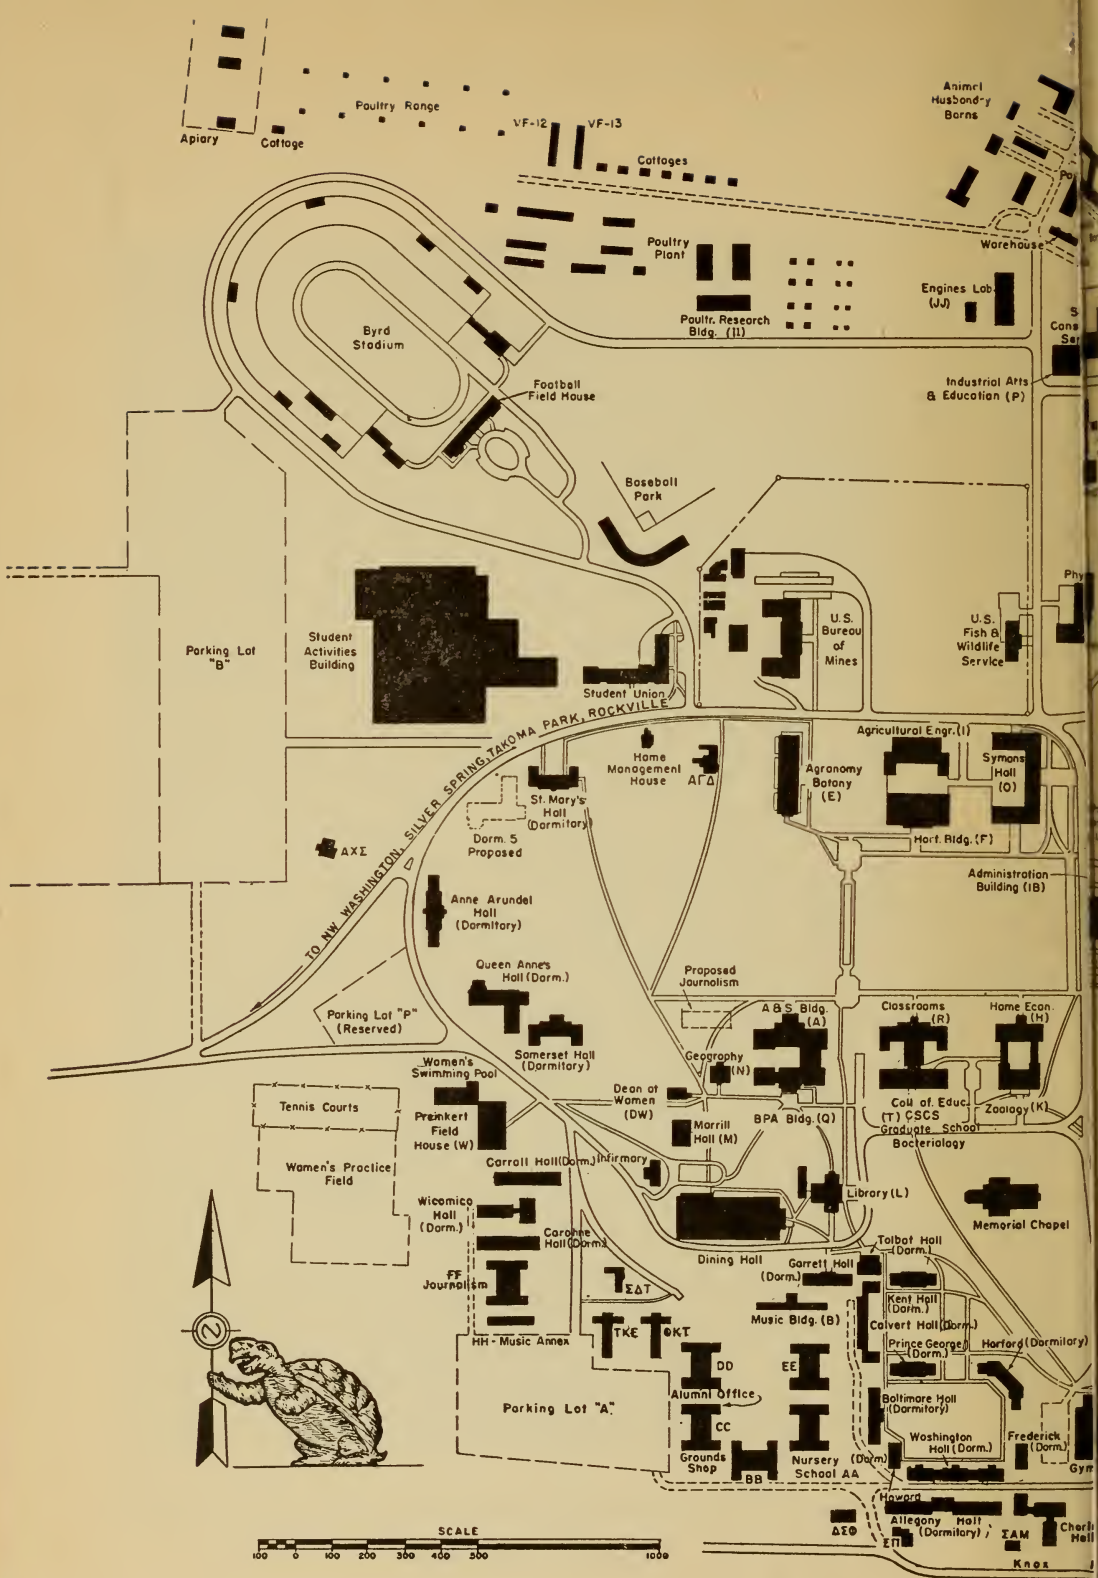 Apiary
Cottage
Poultry Range
VF-12
VF-13
Cottages
Animal
Husbandry
Barns
Warehouse
Poultry
Plant
Poultr. Research
Bldg. (II)
Engines Lab.
(JJ)
Industrial Arts
& Education (P)
Byrd
Stadium
Football
Field House
Baseball
Park
Parking Lot
"B"
Student
Activities
Building
Student Union
U.S.
Bureau
of
Mines
U.S.
Fish &
Wildlife
Service
Phy
TO NW WASHINGTON, SILVER SPRING, TAKOMA PARK, ROCKVILLE
Home
Management
House
ΑΓΔ
St. Mary's
Hall
(Dormitory)
Dorm. 5
Proposed
Agronomy
Botany
(E)
Agricultural Engr. (I)
Symons
Hall
(O)
Hort. Bldg. (F)
ΑΧΣ
Administration
Building (IB)
Anne Arundel
Hall
(Dormitory)
Queen Anne's
Hall (Dorm.)
Parking Lot "P"
(Reserved)
Somerset Hall
(Dormitory)
Proposed
Journalism
A & S Bldg.
(A)
Classrooms
(R)
Home Econ.
(H)
Geography
(N)
Women's
Swimming Pool
Tennis Courts
Preinkert
Field
House (W)
Dean of
Women
(DW)
Morrill
Hall (M)
BPA Bldg. (Q)
Coll of. Educ.
(T) CSCS
Graduate School
Bacteriology
Zoology (K)
Women's Practice
Field
Carroll Hall (Dorm.)
Infirmary
Library (L)
Memorial Chapel
Wicomico
Hall
(Dorm.)
Caroline
Hall (Dorm.)
Dining Hall
Garrett Hall
(Dorm.)
Talbot Hall
(Dorm.)
FF
Journalism
ΣΔΤ
Kent Hall
(Dorm.)
Music Bldg. (B)
Calvert Hall (Dorm.)
HH - Music Annex
ΤΚΕ
ΦΚΤ
Prince George
(Dorm.)
Harford (Dormitory)
DD
EE
Alumni Office
Parking Lot "A"
CC
Baltimore Hall
(Dormitory)
Washington
Hall (Dorm.)
Frederick
(Dorm.)
Grounds
Shop
BB
Nursery
School AA
(Dorm)
Howard
Gym
Allegany Hall
(Dormitory)
ΔΣΦ
ΣΠ
ΣΑΜ
Charl
Hall
Knox
N
SCALE
100 0 100 200 300 400 500 1000